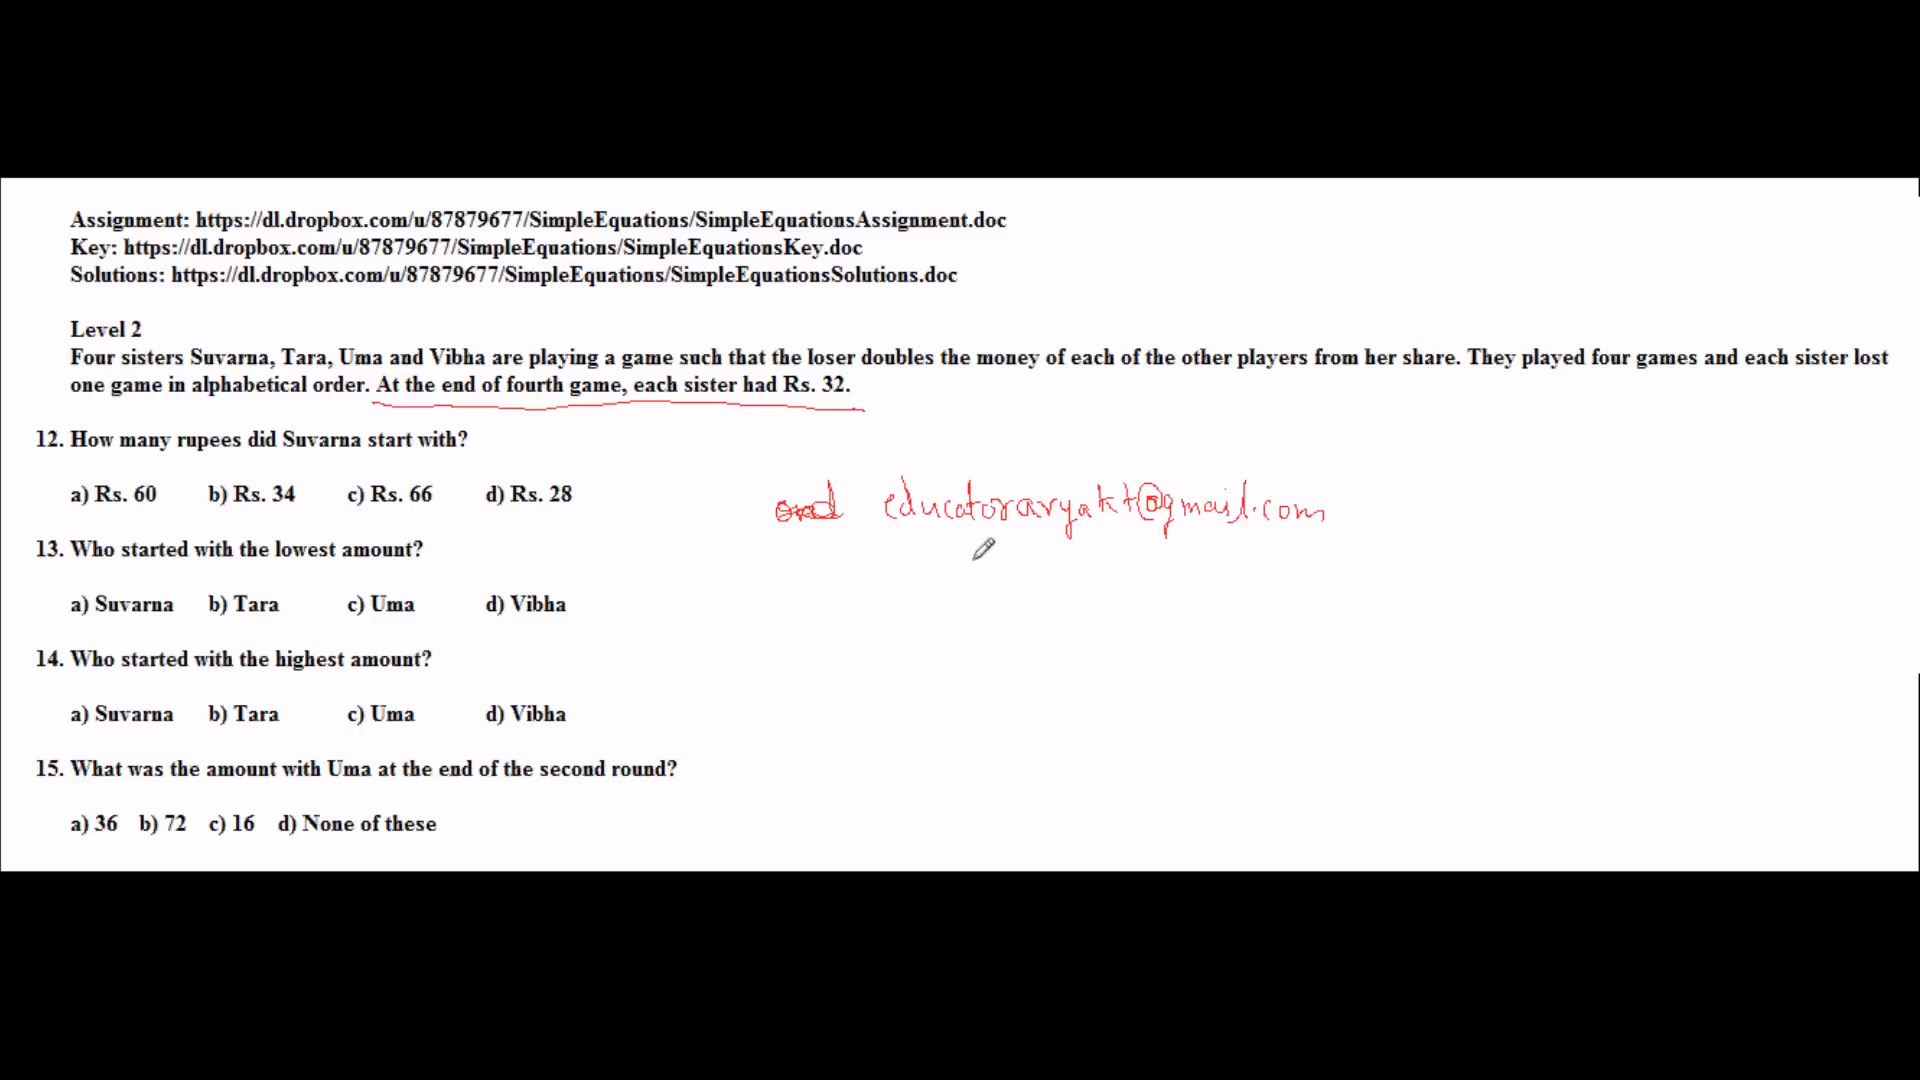 Assignment: https://dl.dropbox.com/u/87879677/SimpleEquations/SimpleEquationsAssignment.doc
Key: https://dl.dropbox.com/u/87879677/SimpleEquations/SimpleEquationsKey.doc
Solutions: https://dl.dropbox.com/u/87879677/SimpleEquations/SimpleEquationsSolutions.doc
Level 2
Four sisters Suvarna, Tara, Uma and Vibha are playing a game such that the loser doubles the money of each of the other players from her share. They played four games and each sister lost
one game in alphabetical order. At the end of fourth game, each sister had Rs. 32.
12. How many rupees did Suvarna start with?
a) Rs. 60 b) Rs. 34 c) Rs. 66 d) Rs. 28
educatoraryakt@gmail.com
13. Who started with the lowest amount?
a) Suvarna b) Tara c) Uma d) Vibha
14. Who started with the highest amount?
a) Suvarna b) Tara c) Uma d) Vibha
15. What was the amount with Uma at the end of the second round?
a) 36 b) 72 c) 16 d) None of these